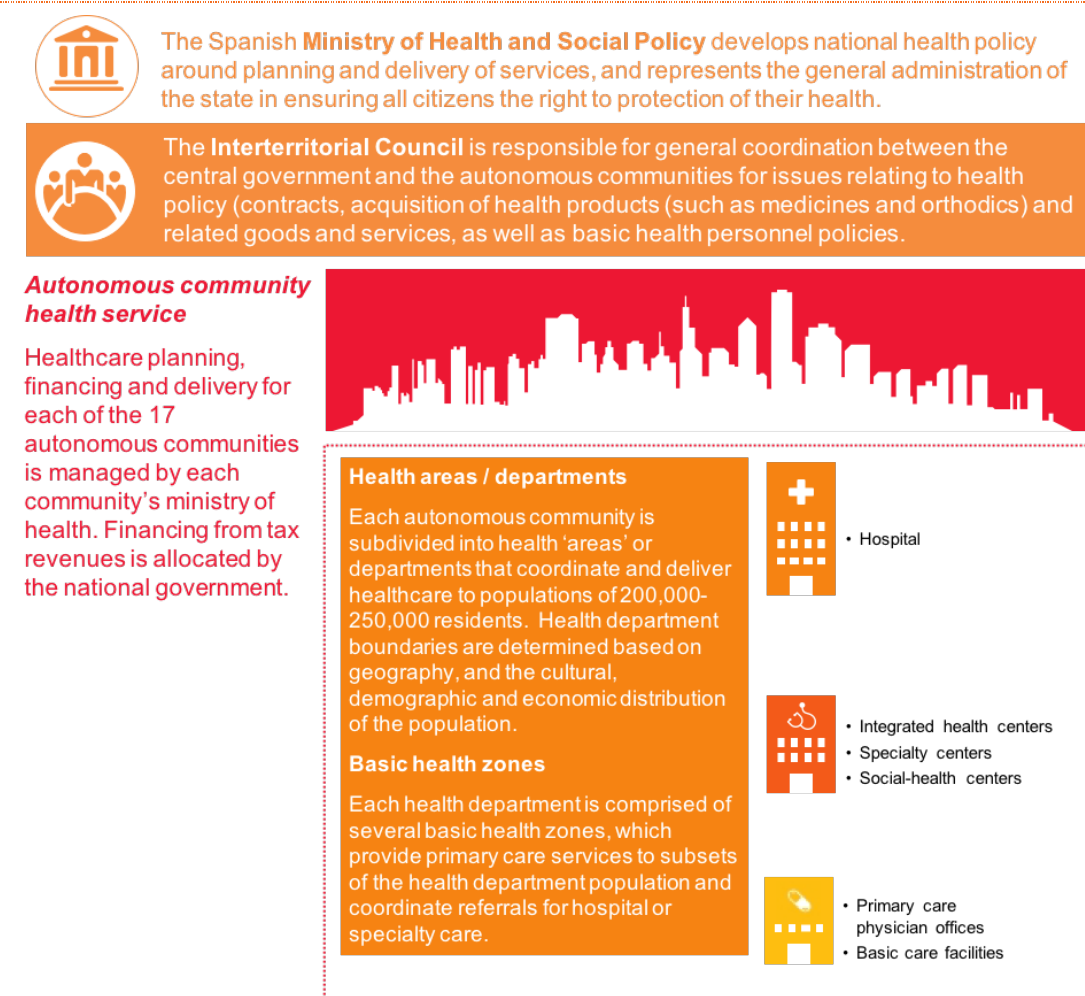 The Spanish Ministry of Health and Social Policy develops national health policy
around planning and delivery of services, and represents the general administration of
the state in ensuring all citizens the right to protection of their health.
The Interterritorial Council is responsible for general coordination between the
central government and the autonomous communities for issues relating to health
policy (contracts, acquisition of health products (such as medicines and orthodics) and
related goods and services, as well as basic health personnel policies.
Autonomous community
health service
Healthcare planning,
financing and delivery for
each of the 17
autonomous communities
is managed by each
community's ministry of
health. Financing from tax
revenues is allocated by
the national government.
Health areas / departments
Each autonomous community is
subdivided into health ‘areas’ or
departments that coordinate and deliver
healthcare to populations of 200,000-
250,000 residents. Health department
boundaries are determined based on
geography, and the cultural,
demographic and economic distribution
of the population.
Basic health zones
Each health department is comprised of
several basic health zones, which
provide primary care services to subsets
of the health department population and
coordinate referrals for hospital or
specialty care.
• Hospital
• Integrated health centers
• Specialty centers
• Social-health centers
• Primary care
physician offices
• Basic care facilities